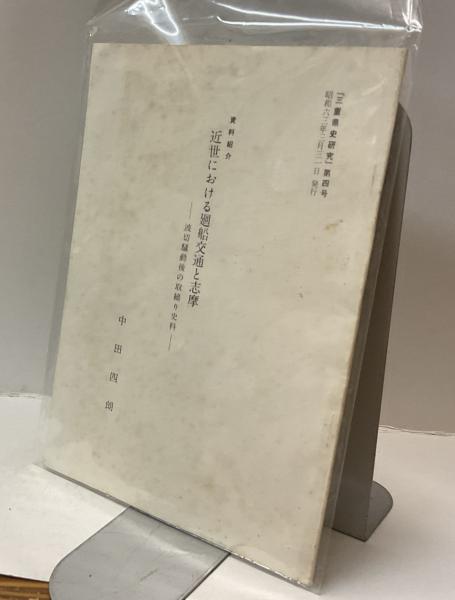 『三重県史研究』第四号
昭和六三年三月三一日 発行
資料紹介
近世における廻船交通と志摩
――波切騒動後の取締り史料――
中田四朗